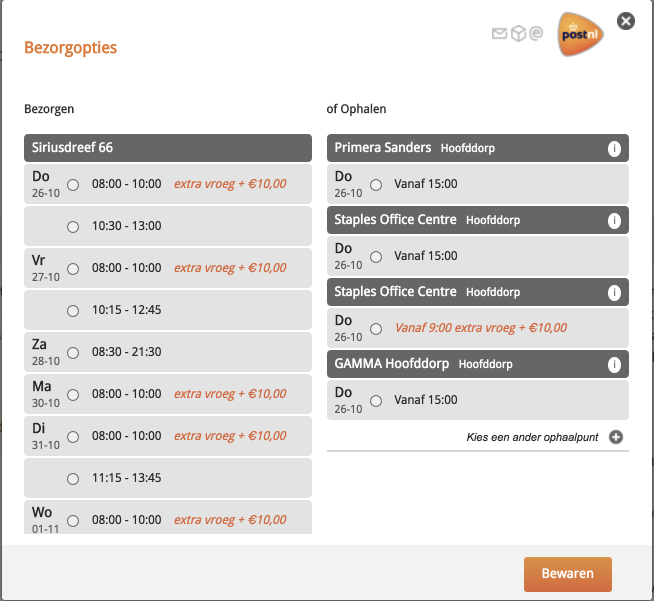 Bezorgopties
postnl
Bezorgen
Siriusdreef 66
Do
26-10
08:00 - 10:00 extra vroeg + €10,00
10:30 - 13:00
Vr
27-10
08:00 - 10:00 extra vroeg + €10,00
10:15 - 12:45
Za
28-10
08:30 - 21:30
Ma
30-10
08:00 - 10:00 extra vroeg + €10,00
Di
31-10
08:00 - 10:00 extra vroeg + €10,00
11:15 - 13:45
Wo
01-11
08:00 - 10:00 extra vroeg + €10,00
of Ophalen
Primera Sanders Hoofddorp i
Do
26-10
Vanaf 15:00
Staples Office Centre Hoofddorp i
Do
26-10
Vanaf 15:00
Staples Office Centre Hoofddorp i
Do
26-10
Vanaf 9:00 extra vroeg + €10,00
GAMMA Hoofddorp Hoofddorp i
Do
26-10
Vanaf 15:00
Kies een ander ophaalpunt
Bewaren